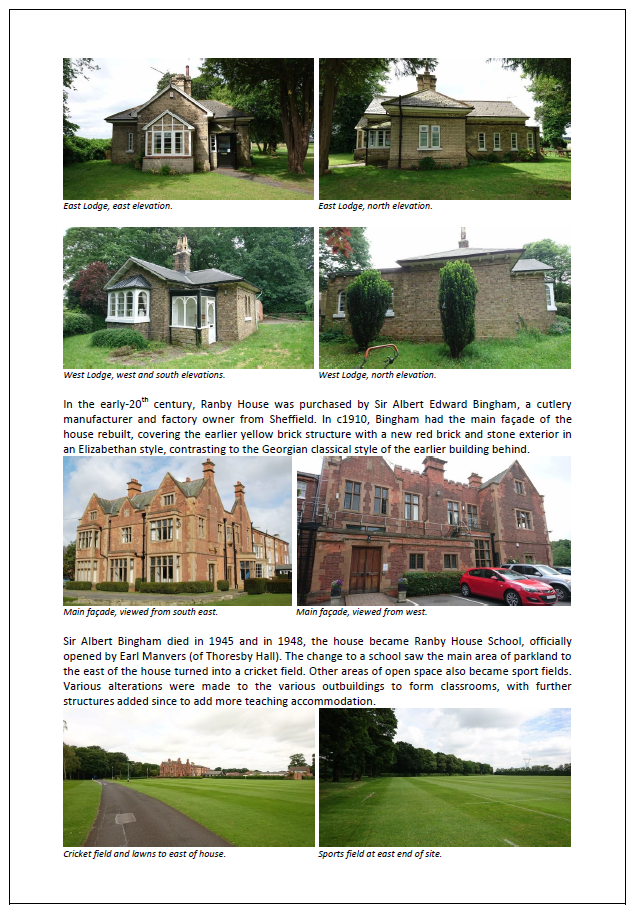 East Lodge, east elevation.
East Lodge, north elevation.
West Lodge, west and south elevations.
West Lodge, north elevation.
In the early-20th century, Ranby House was purchased by Sir Albert Edward Bingham, a cutlery
manufacturer and factory owner from Sheffield. In c1910, Bingham had the main façade of the
house rebuilt, covering the earlier yellow brick structure with a new red brick and stone exterior in
an Elizabethan style, contrasting to the Georgian classical style of the earlier building behind.
Main façade, viewed from south east.
Main façade, viewed from west.
Sir Albert Bingham died in 1945 and in 1948, the house became Ranby House School, officially
opened by Earl Manvers (of Thoresby Hall). The change to a school saw the main area of parkland to
the east of the house turned into a cricket field. Other areas of open space also became sport fields.
Various alterations were made to the various outbuildings to form classrooms, with further
structures added since to add more teaching accommodation.
Cricket field and lawns to east of house.
Sports field at east end of site.